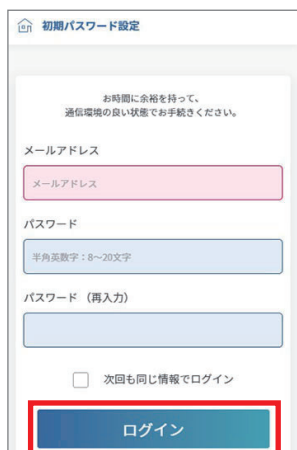 初期パスワード設定
お時間に余裕を持って、
通信環境の良い状態でお手続きください。
メールアドレス
メールアドレス
パスワード
半角英数字:8～20文字
パスワード（再入力）
次回も同じ情報でログイン
ログイン